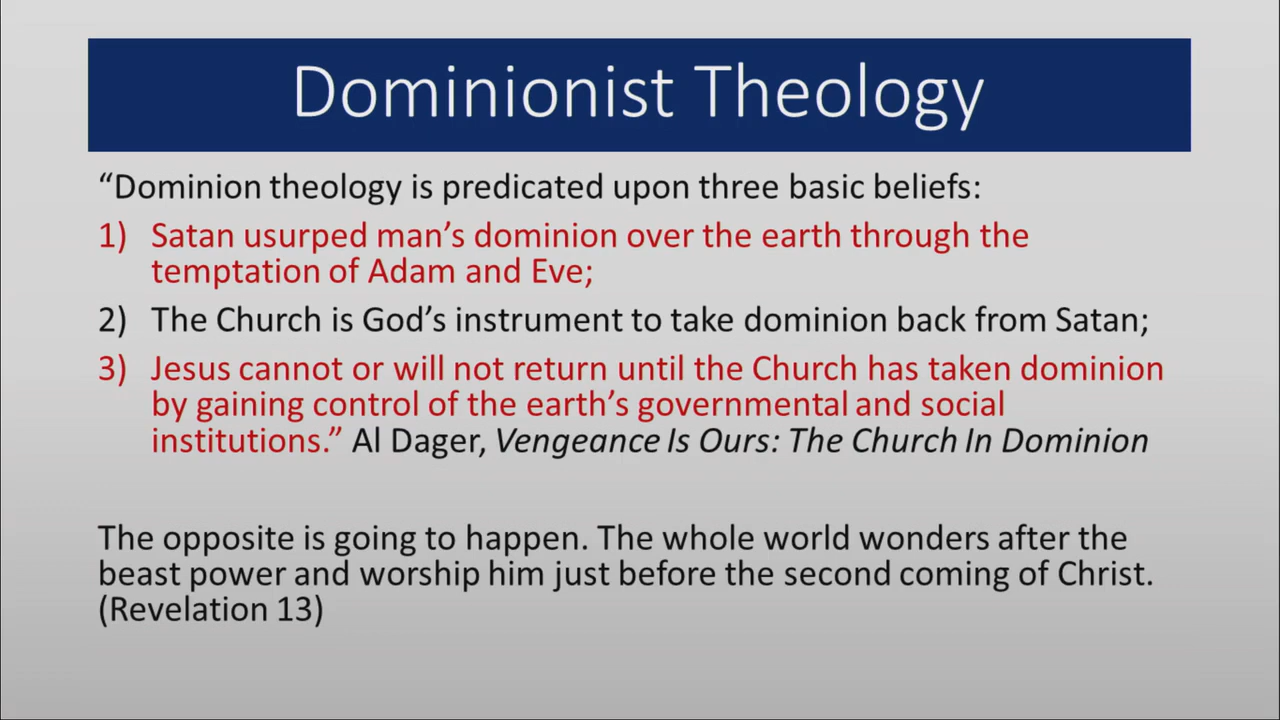 Dominionist Theology
“Dominion theology is predicated upon three basic beliefs:
1) Satan usurped man’s dominion over the earth through the
temptation of Adam and Eve;
2) The Church is God’s instrument to take dominion back from Satan;
3) Jesus cannot or will not return until the Church has taken dominion
by gaining control of the earth’s governmental and social
institutions.” Al Dager, Vengeance Is Ours: The Church In Dominion
The opposite is going to happen. The whole world wonders after the
beast power and worship him just before the second coming of Christ.
(Revelation 13)